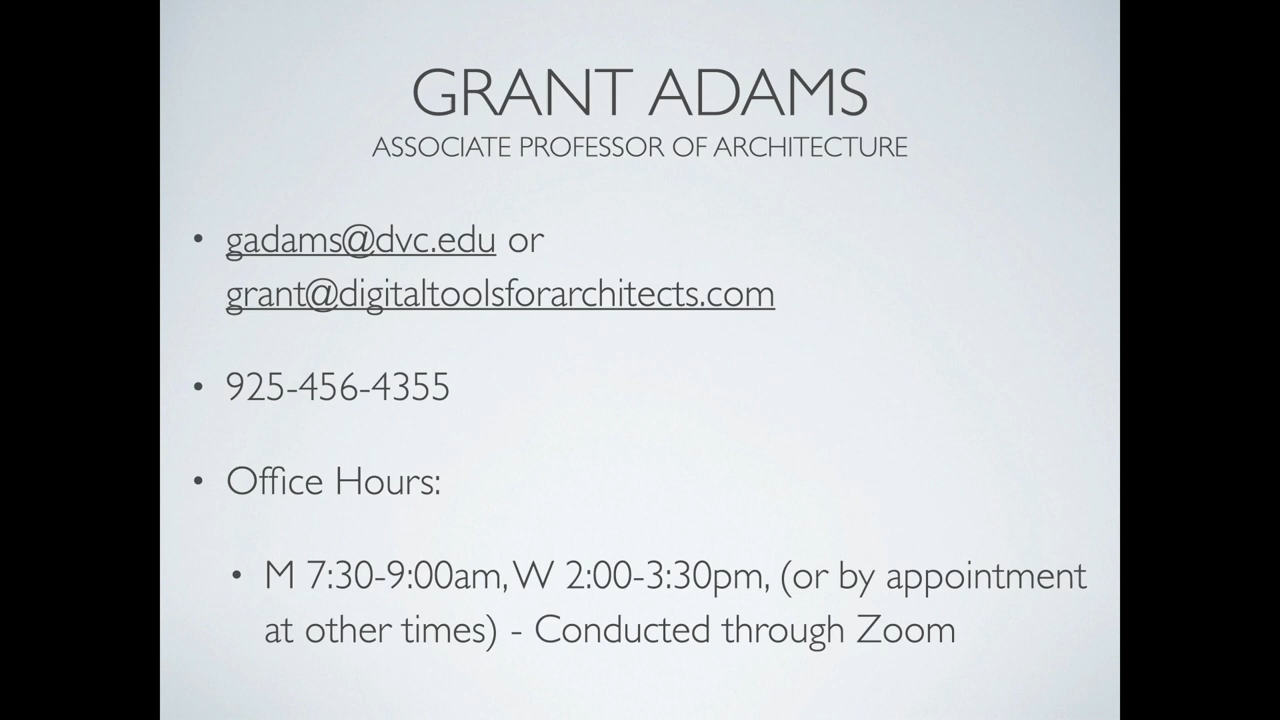 GRANT ADAMS
ASSOCIATE PROFESSOR OF ARCHITECTURE
• gadams@dvc.edu or
grant@digitaltoolsforarchitects.com
• 925-456-4355
• Office Hours:
• M 7:30-9:00am, W 2:00-3:30pm, (or by appointment
at other times) - Conducted through Zoom